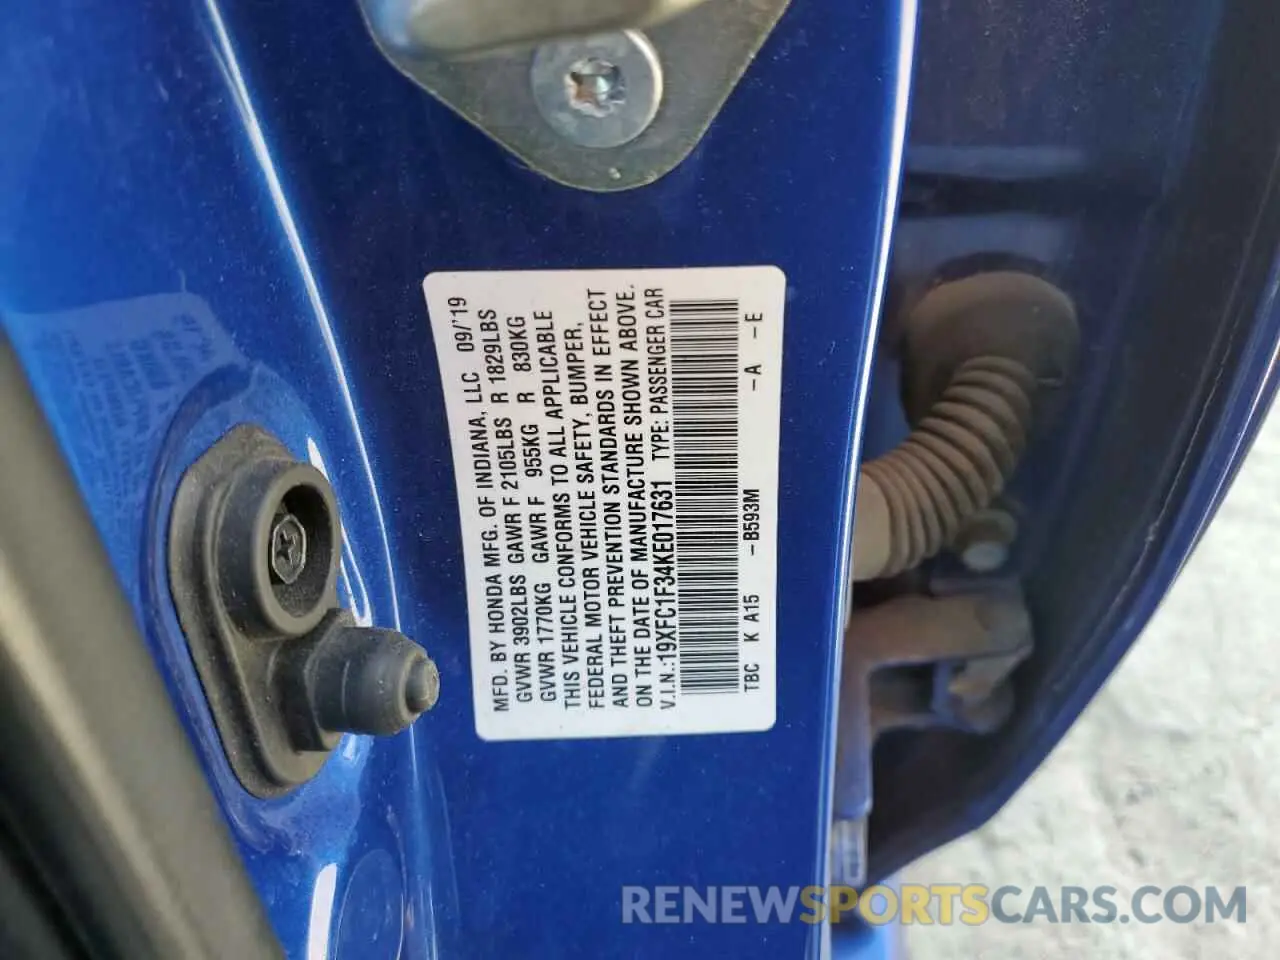 MFD. BY HONDA MFG. OF INDIANA, LLC 09/'19
GVWR 3902LBS GAWR F 2105LBS R 1829LBS
GVWR 1770KG GAWR F 955KG R 830KG
THIS VEHICLE CONFORMS TO ALL APPLICABLE
FEDERAL MOTOR VEHICLE SAFETY, BUMPER,
AND THEFT PREVENTION STANDARDS IN EFFECT
ON THE DATE OF MANUFACTURE SHOWN ABOVE.
V.I.N.:19XFC1F34KE017631 TYPE: PASSENGER CAR
TBC K A15 -B593M -A -E
RENEWSPORTSCARS.COM